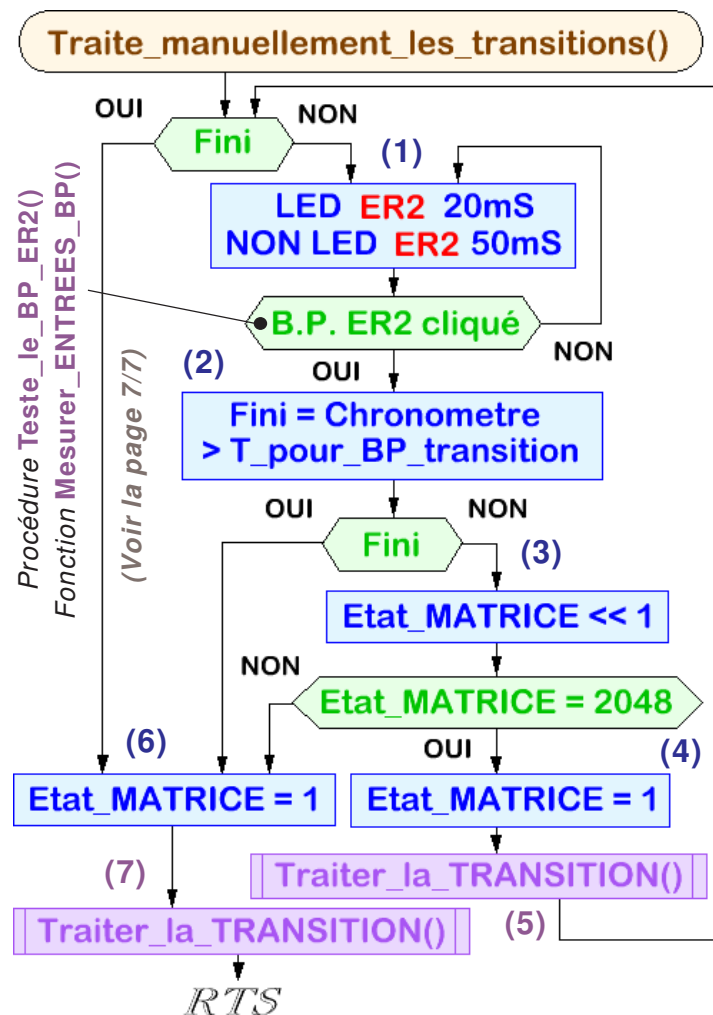 Traite_manuellement_les_transitions()
OUI
NON
Fini
(1)
LED ER2 20mS
NON LED ER2 50mS
B.P. ER2 cliqué
NON
(2)
OUI
Procédure Teste_le_BP_ER2()
Fonction Mesurer_ENTREES_BP()
(Voir la page 7/7)
Fini = Chronometre
> T_pour_BP_transition
OUI
NON
Fini
(3)
Etat_MATRICE << 1
NON
Etat_MATRICE = 2048
(6)
OUI
(4)
Etat_MATRICE = 1
Etat_MATRICE = 1
(7)
Traiter_la_TRANSITION()
(5)
Traiter_la_TRANSITION()
RTS